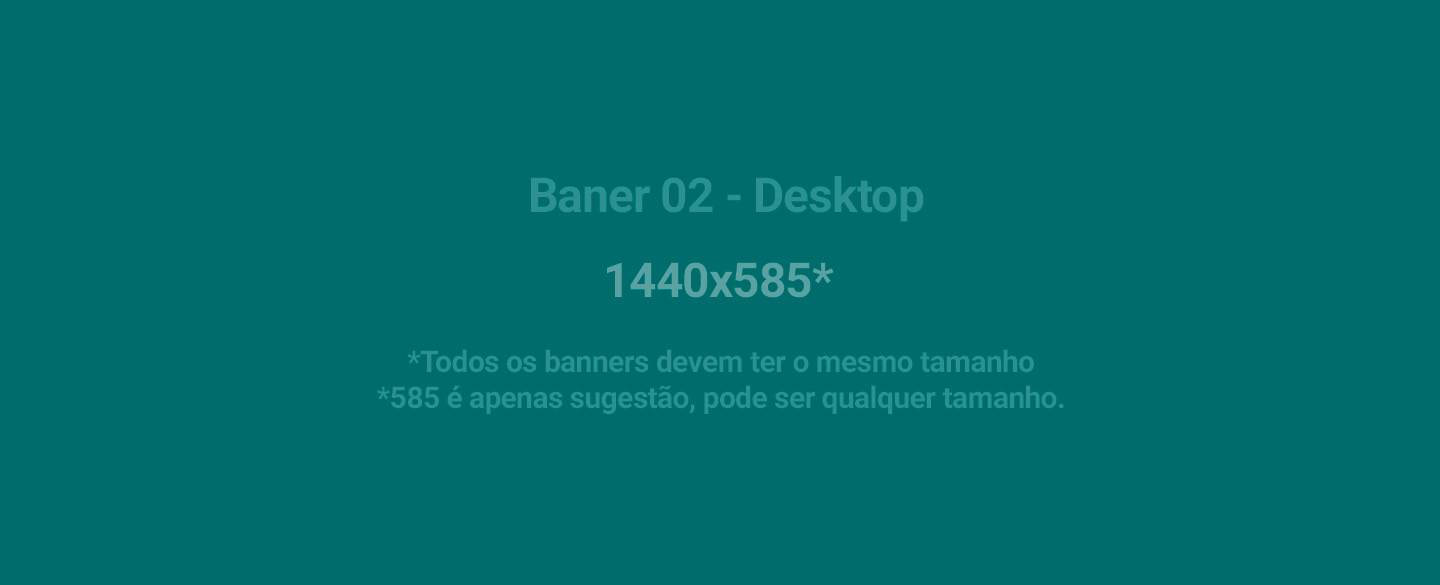 Baner 02 - Desktop
1440x585*
*Todos os banners devem ter o mesmo tamanho
*585 é apenas sugestão, pode ser qualquer tamanho.